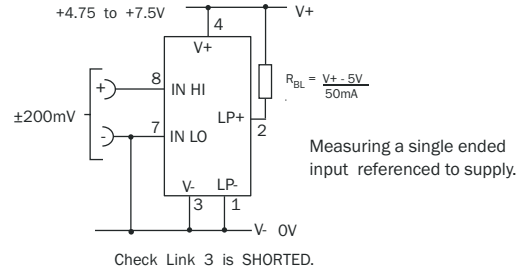 +4.75 to +7.5V
V+
4
V+
8
+
IN HI
R_BL = V+ - 5V / 50mA
±200mV
LP+
2
7
-
IN LO
Measuring a single ended
input referenced to supply.
V-
LP-
3
1
V- 0V
Check Link 3 is SHORTED.